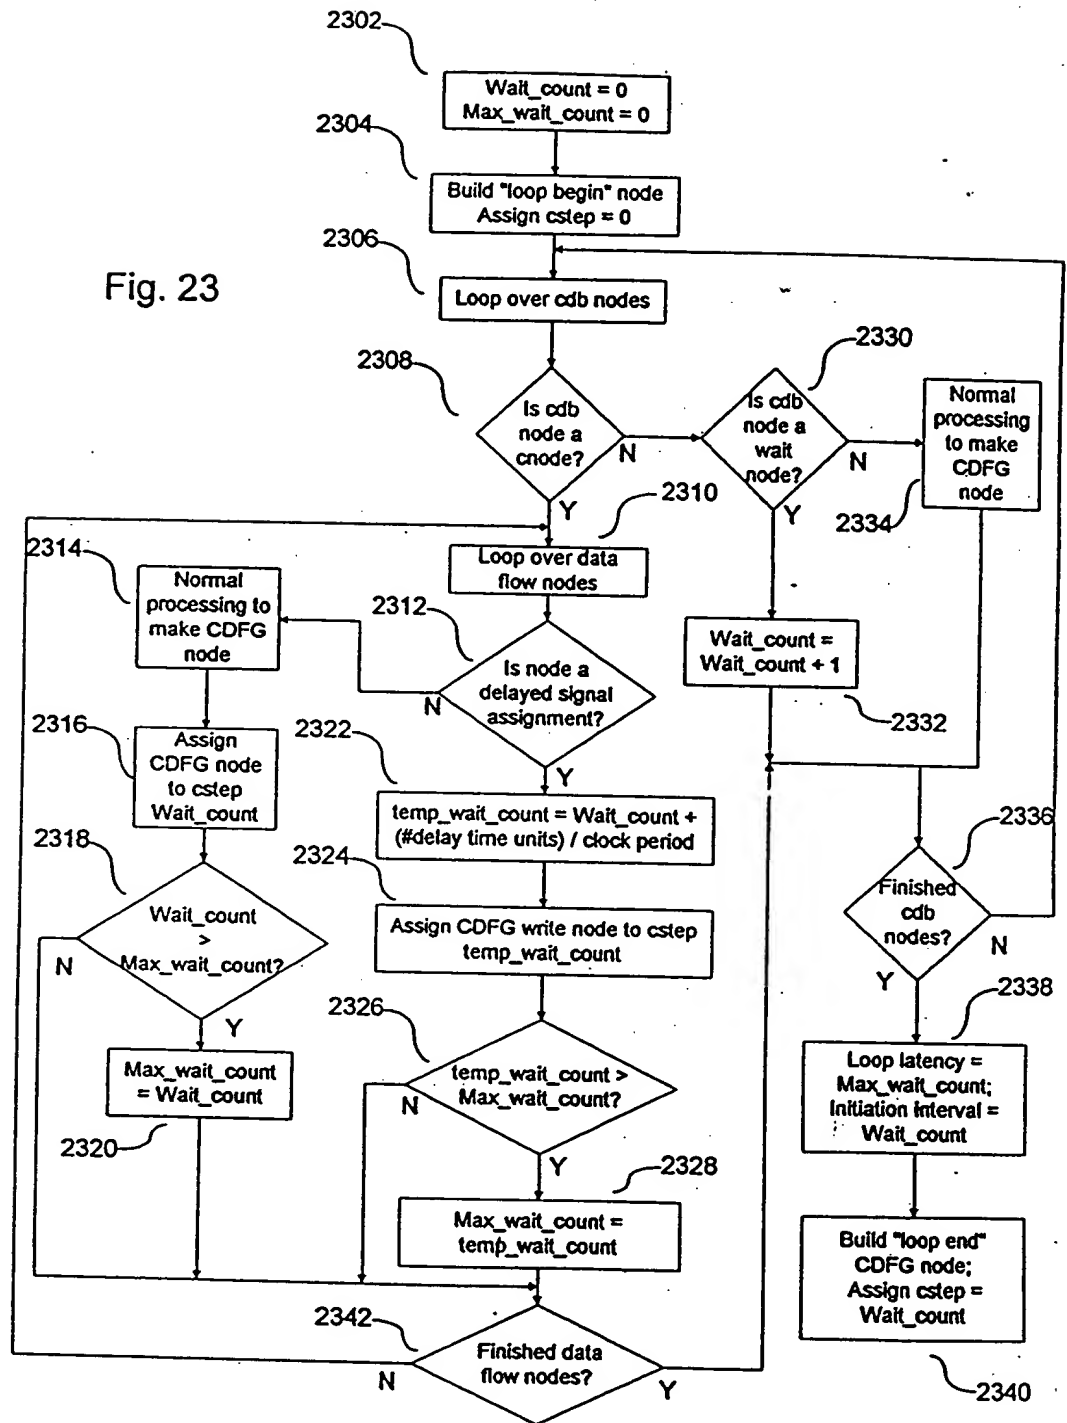 2302
Wait_count = 0
Max_wait_count = 0
2304
Build "loop begin" node
Assign cstep = 0
2306
Fig. 23
Loop over cdb nodes
2308
2330
Is cdb
node a
cnode?
N
Y
Is cdb
node a
wait
node?
N
Y
Normal
processing
to make
CDFG
node
2334
2310
Loop over data
flow nodes
2314
Normal
processing to
make CDFG
node
2312
Is node a
delayed signal
assignment?
N
Y
Wait_count =
Wait_count + 1
2332
2316
Assign
CDFG node
to cstep
Wait_count
2322
temp_wait_count = Wait_count +
(#delay time units) / clock period
2318
Wait_count
>
Max_wait_count?
N
Y
2324
Assign CDFG write node to cstep
temp_wait_count
2336
Finished
cdb
nodes?
N
Y
2326
temp_wait_count >
Max_wait_count?
N
Y
Max_wait_count
= Wait_count
2320
2338
Loop latency =
Max_wait_count;
Initiation interval =
Wait_count
2328
Max_wait_count =
temp_wait_count
Build "loop end"
CDFG node;
Assign cstep =
Wait_count
2340
2342
Finished data
flow nodes?
N
Y